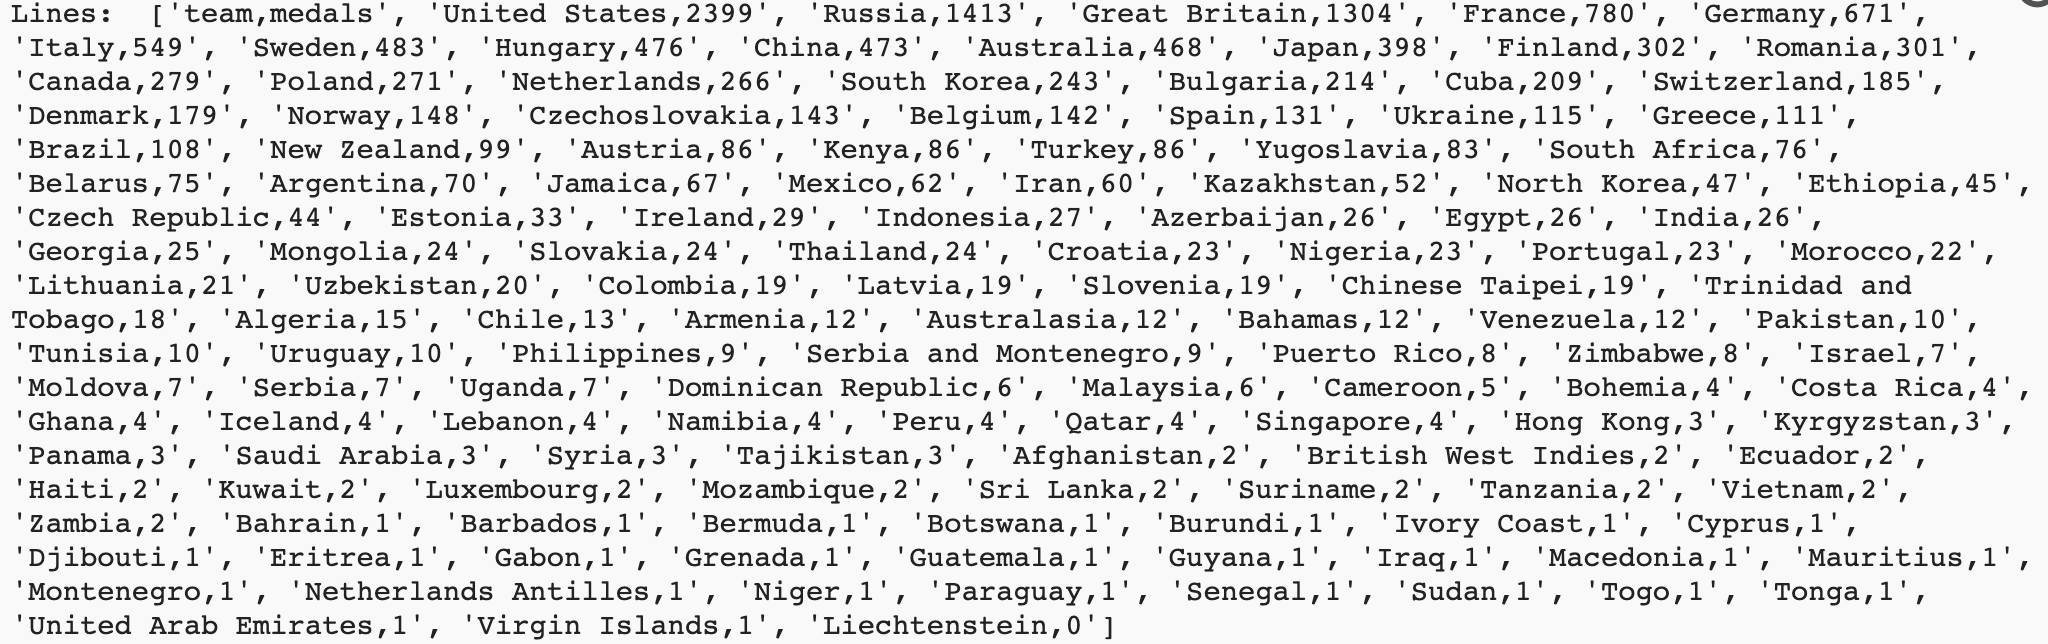 Lines:  ['team,medals', 'United States,2399', 'Russia,1413', 'Great Britain,1304', 'France,780', 'Germany,671',
'Italy,549', 'Sweden,483', 'Hungary,476', 'China,473', 'Australia,468', 'Japan,398', 'Finland,302', 'Romania,301',
'Canada,279', 'Poland,271', 'Netherlands,266', 'South Korea,243', 'Bulgaria,214', 'Cuba,209', 'Switzerland,185',
'Denmark,179', 'Norway,148', 'Czechoslovakia,143', 'Belgium,142', 'Spain,131', 'Ukraine,115', 'Greece,111',
'Brazil,108', 'New Zealand,99', 'Austria,86', 'Kenya,86', 'Turkey,86', 'Yugoslavia,83', 'South Africa,76',
'Belarus,75', 'Argentina,70', 'Jamaica,67', 'Mexico,62', 'Iran,60', 'Kazakhstan,52', 'North Korea,47', 'Ethiopia,45',
'Czech Republic,44', 'Estonia,33', 'Ireland,29', 'Indonesia,27', 'Azerbaijan,26', 'Egypt,26', 'India,26',
'Georgia,25', 'Mongolia,24', 'Slovakia,24', 'Thailand,24', 'Croatia,23', 'Nigeria,23', 'Portugal,23', 'Morocco,22',
'Lithuania,21', 'Uzbekistan,20', 'Colombia,19', 'Latvia,19', 'Slovenia,19', 'Chinese Taipei,19', 'Trinidad and
Tobago,18', 'Algeria,15', 'Chile,13', 'Armenia,12', 'Australasia,12', 'Bahamas,12', 'Venezuela,12', 'Pakistan,10',
'Tunisia,10', 'Uruguay,10', 'Philippines,9', 'Serbia and Montenegro,9', 'Puerto Rico,8', 'Zimbabwe,8', 'Israel,7',
'Moldova,7', 'Serbia,7', 'Uganda,7', 'Dominican Republic,6', 'Malaysia,6', 'Cameroon,5', 'Bohemia,4', 'Costa Rica,4',
'Ghana,4', 'Iceland,4', 'Lebanon,4', 'Namibia,4', 'Peru,4', 'Qatar,4', 'Singapore,4', 'Hong Kong,3', 'Kyrgyzstan,3',
'Panama,3', 'Saudi Arabia,3', 'Syria,3', 'Tajikistan,3', 'Afghanistan,2', 'British West Indies,2', 'Ecuador,2',
'Haiti,2', 'Kuwait,2', 'Luxembourg,2', 'Mozambique,2', 'Sri Lanka,2', 'Suriname,2', 'Tanzania,2', 'Vietnam,2',
'Zambia,2', 'Bahrain,1', 'Barbados,1', 'Bermuda,1', 'Botswana,1', 'Burundi,1', 'Ivory Coast,1', 'Cyprus,1',
'Djibouti,1', 'Eritrea,1', 'Gabon,1', 'Grenada,1', 'Guatemala,1', 'Guyana,1', 'Iraq,1', 'Macedonia,1', 'Mauritius,1',
'Montenegro,1', 'Netherlands Antilles,1', 'Niger,1', 'Paraguay,1', 'Senegal,1', 'Sudan,1', 'Togo,1', 'Tonga,1',
'United Arab Emirates,1', 'Virgin Islands,1', 'Liechtenstein,0']